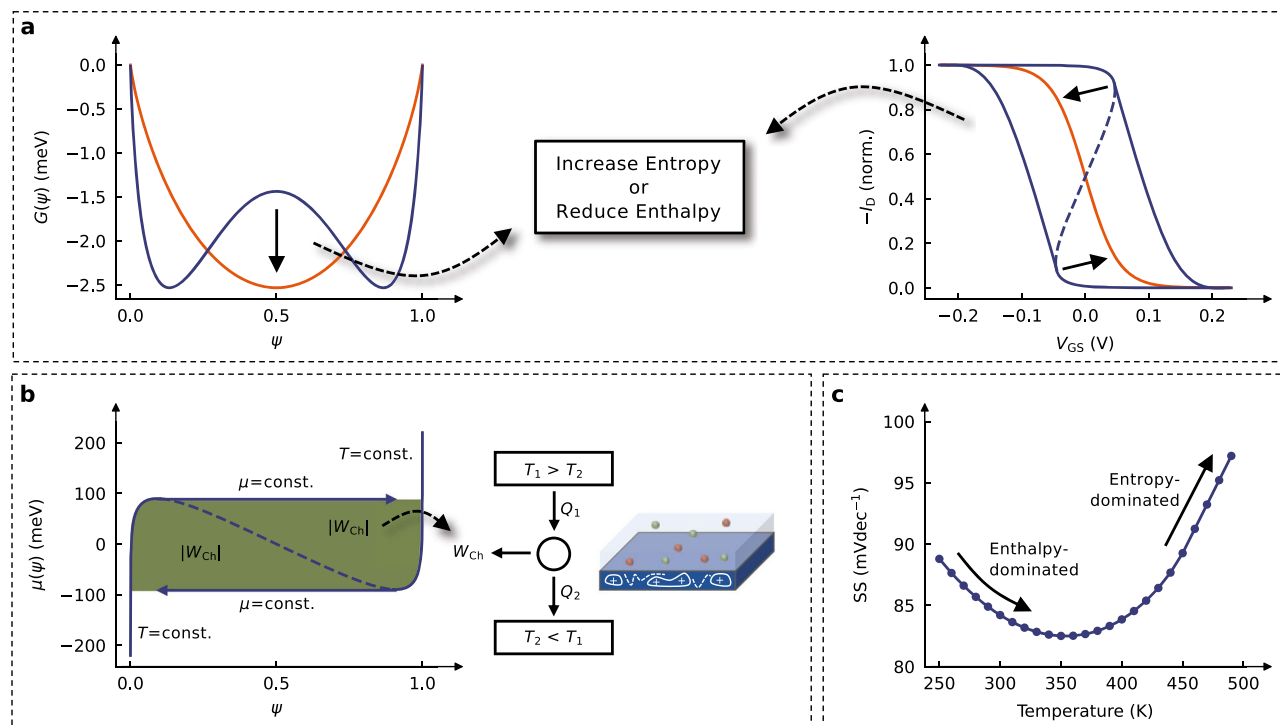 a
0.0
−0.5
−1.0
−1.5
−2.0
−2.5
G(ψ) (meV)
0.0
0.5
1.0
ψ
Increase Entropy
or
Reduce Enthalpy
1.0
0.8
0.6
0.4
0.2
0.0
−I_D (norm.)
−0.2
−0.1
0.0
0.1
0.2
V_GS (V)
b
200
100
0
−100
−200
μ(ψ) (meV)
T=const.
μ=const.
|W_Ch|
|W_Ch|
μ=const.
T=const.
0.0
0.5
1.0
ψ
T₁ > T₂
Q₁
W_Ch
Q₂
T₂ < T₁
+
+
+
c
100
95
90
85
80
SS (mVdec⁻¹)
Enthalpy-
dominated
Entropy-
dominated
250
300
350
400
450
500
Temperature (K)